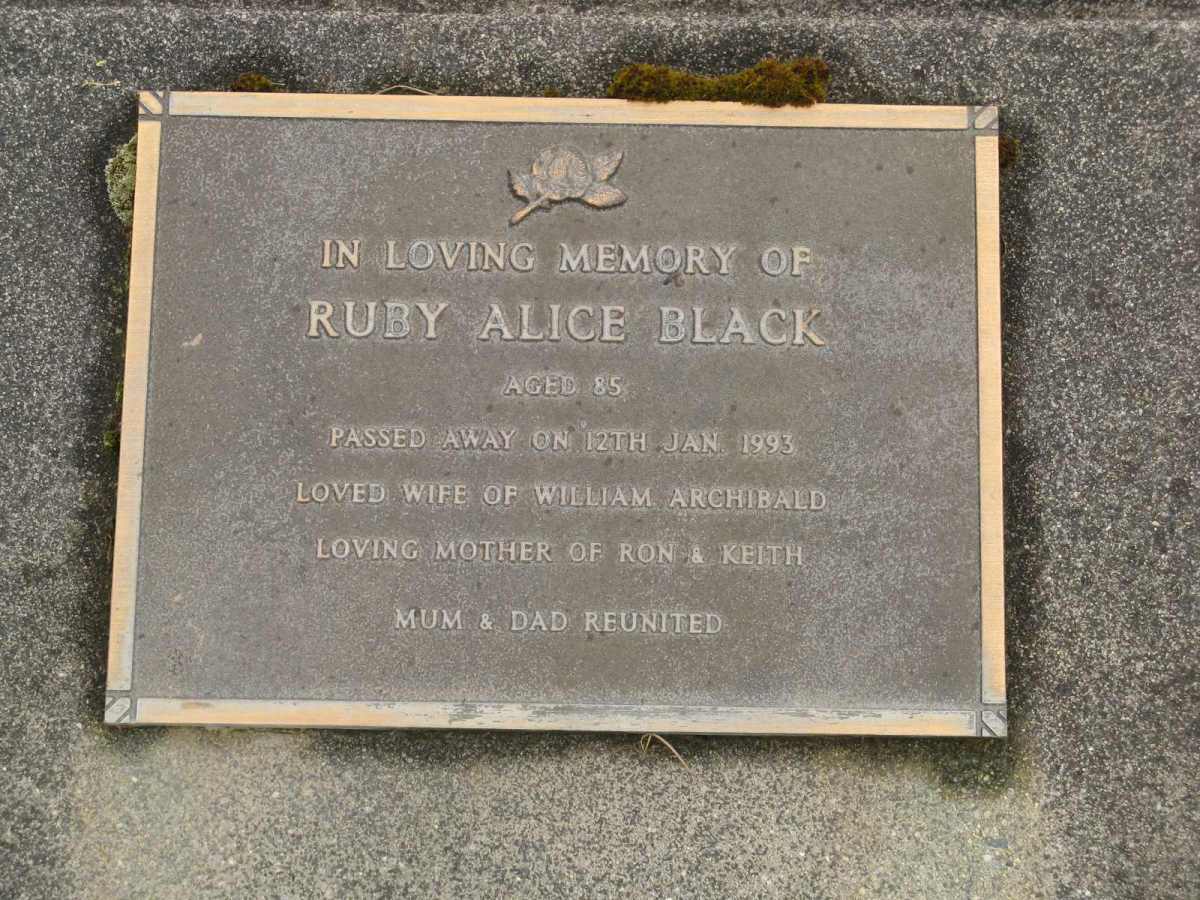 IN LOVING MEMORY OF
RUBY ALICE BLACK
AGED 85
PASSED AWAY ON 12TH JAN. 1993
LOVED WIFE OF WILLIAM ARCHIBALD
LOVING MOTHER OF RON & KEITH
MUM & DAD REUNITED